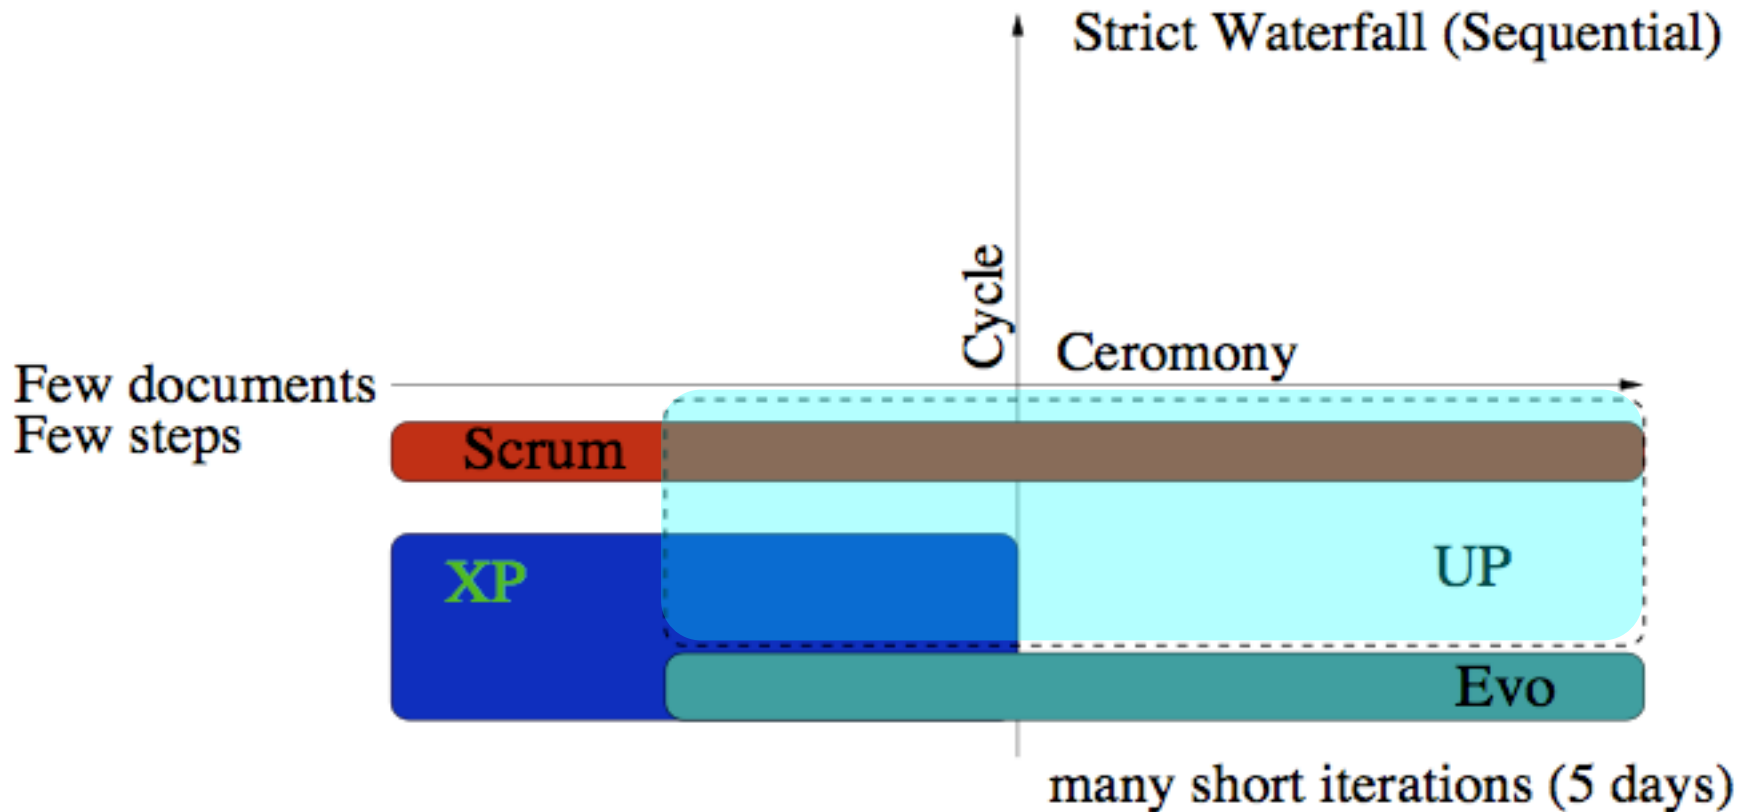 Strict Waterfall (Sequential)
Cycle
Ceromony
Few documents
Few steps
Scrum
XP
UP
Evo
many short iterations (5 days)